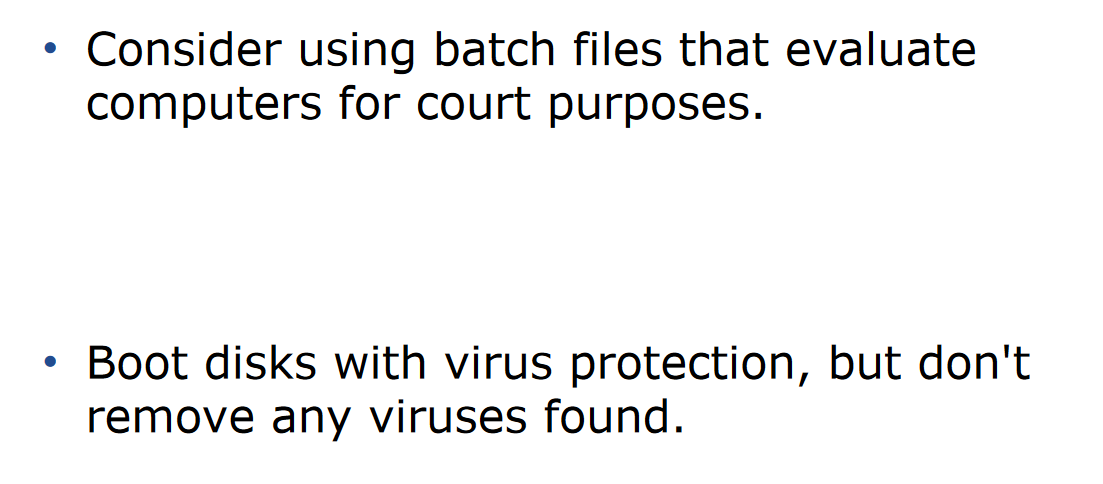 • Consider using batch files that evaluate
computers for court purposes.
• Boot disks with virus protection, but don't
remove any viruses found.